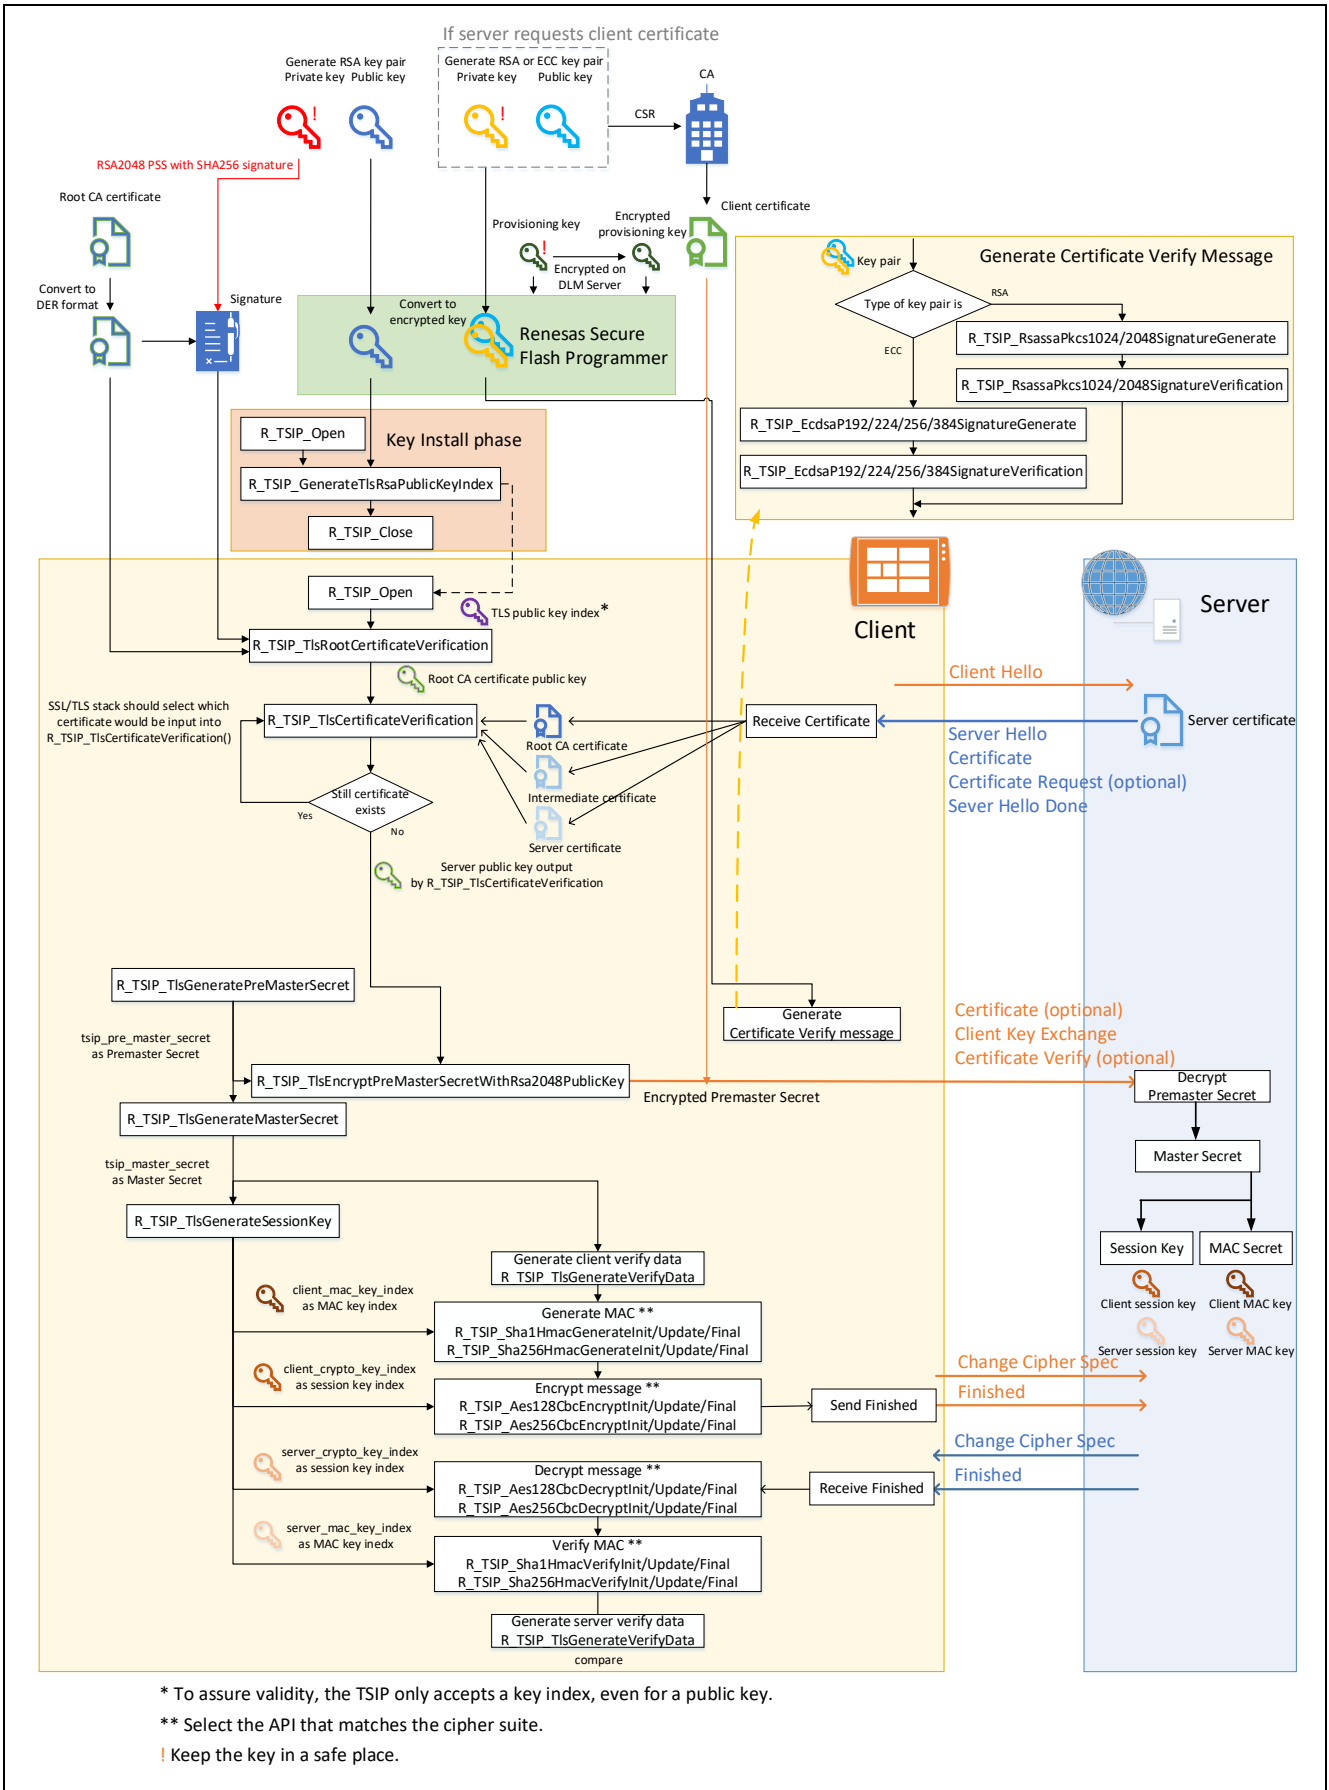 If server requests client certificate
Generate RSA key pair
Private key Public key
Generate RSA or ECC key pair
Private key Public key
CA
CSR
!
!
RSA2048 PSS with SHA256 signature
Root CA certificate
Client certificate
Provisioning key
Encrypted
provisioning key
!
Encrypted on
DLM Server
Convert to
DER format
Signature
Convert to
encrypted key
Renesas Secure
Flash Programmer
Key pair
Generate Certificate Verify Message
Type of key pair is
RSA
ECC
R_TSIP_RsassaPkcs1024/2048SignatureGenerate
R_TSIP_RsassaPkcs1024/2048SignatureVerification
R_TSIP_EcdsaP192/224/256/384SignatureGenerate
R_TSIP_EcdsaP192/224/256/384SignatureVerification
R_TSIP_Open
Key Install phase
R_TSIP_GenerateTlsRsaPublicKeyIndex
R_TSIP_Close
R_TSIP_Open
TLS public key index*
Client
Server
R_TSIP_TlsRootCertificateVerification
Root CA certificate public key
Client Hello
SSL/TLS stack should select which
certificate would be input into
R_TSIP_TlsCertificateVerification()
R_TSIP_TlsCertificateVerification
Root CA certificate
Receive Certificate
Server certificate
Server Hello
Certificate
Certificate Request (optional)
Sever Hello Done
Still certificate
exists
Yes
No
Intermediate certificate
Server certificate
Server public key output
by R_TSIP_TlsCertificateVerification
R_TSIP_TlsGeneratePreMasterSecret
tsip_pre_master_secret
as Premaster Secret
Generate
Certificate Verify message
Certificate (optional)
Client Key Exchange
Certificate Verify (optional)
R_TSIP_TlsEncryptPreMasterSecretWithRsa2048PublicKey
Encrypted Premaster Secret
Decrypt
Premaster Secret
R_TSIP_TlsGenerateMasterSecret
Master Secret
tsip_master_secret
as Master Secret
R_TSIP_TlsGenerateSessionKey
Session Key
MAC Secret
Generate client verify data
R_TSIP_TlsGenerateVerifyData
client_mac_key_index
as MAC key index
Client session key
Client MAC key
Generate MAC **
R_TSIP_Sha1HmacGenerateInit/Update/Final
R_TSIP_Sha256HmacGenerateInit/Update/Final
Server session key
Server MAC key
client_crypto_key_index
as session key index
Change Cipher Spec
Encrypt message **
R_TSIP_Aes128CbcEncryptInit/Update/Final
R_TSIP_Aes256CbcEncryptInit/Update/Final
Send Finished
Finished
server_crypto_key_index
as session key index
Change Cipher Spec
Decrypt message **
R_TSIP_Aes128CbcDecryptInit/Update/Final
R_TSIP_Aes256CbcDecryptInit/Update/Final
Receive Finished
Finished
server_mac_key_index
as MAC key inedx
Verify MAC **
R_TSIP_Sha1HmacVerifyInit/Update/Final
R_TSIP_Sha256HmacVerifyInit/Update/Final
Generate server verify data
R_TSIP_TlsGenerateVerifyData
compare
* To assure validity, the TSIP only accepts a key index, even for a public key.
** Select the API that matches the cipher suite.
! Keep the key in a safe place.